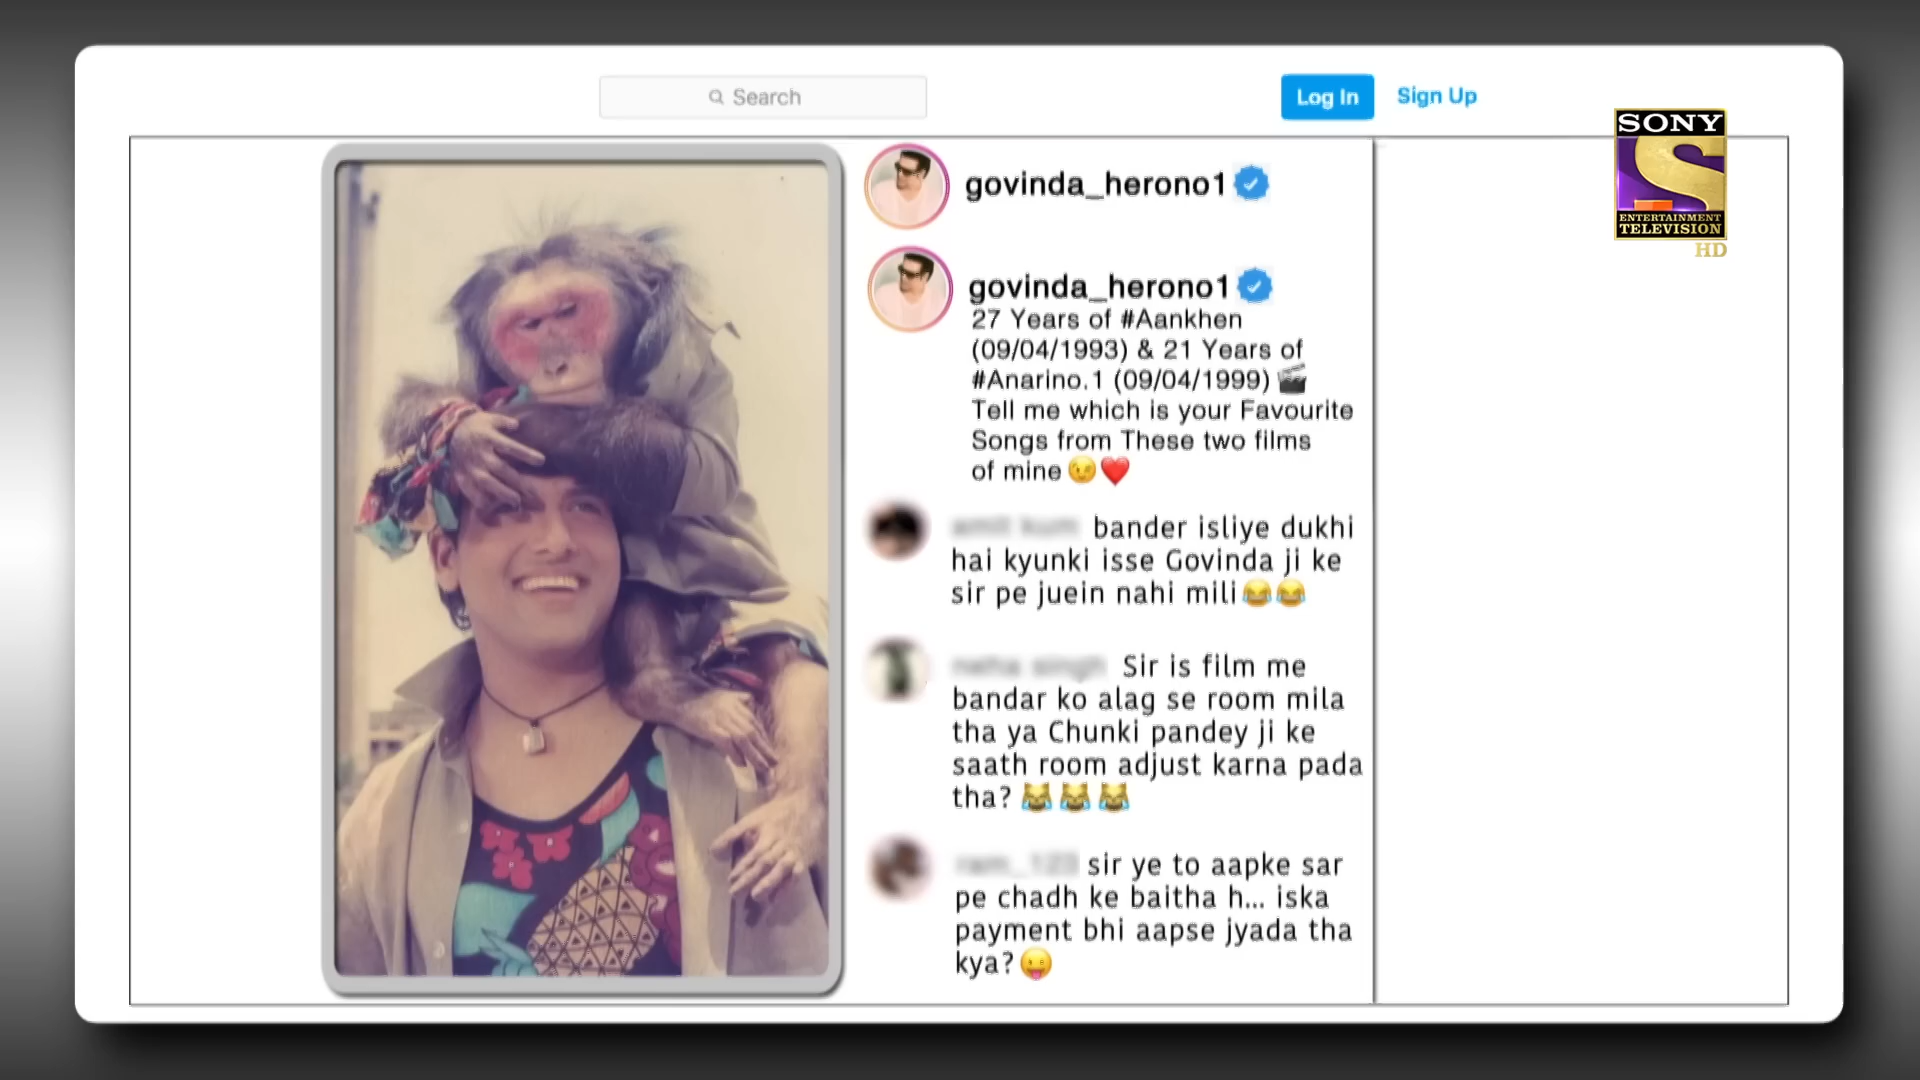 Search
Log In
Sign Up
SONY
ENTERTAINMENT
TELEVISION
HD
govinda_herono1
govinda_herono1
27 Years of #Aankhen
(09/04/1993) & 21 Years of
#Anarino.1 (09/04/1999) 🎬
Tell me which is your Favourite
Songs from These two films
of mine 😉❤️
bander isliye dukhi
hai kyunki isse Govinda ji ke
sir pe juein nahi mili😂😂
Sir is film me
bandar ko alag se room mila
tha ya Chunki pandey ji ke
saath room adjust karna pada
tha? 😹😹😹
sir ye to aapke sar
pe chadh ke baitha h... iska
payment bhi aapse jyada tha
kya?😛